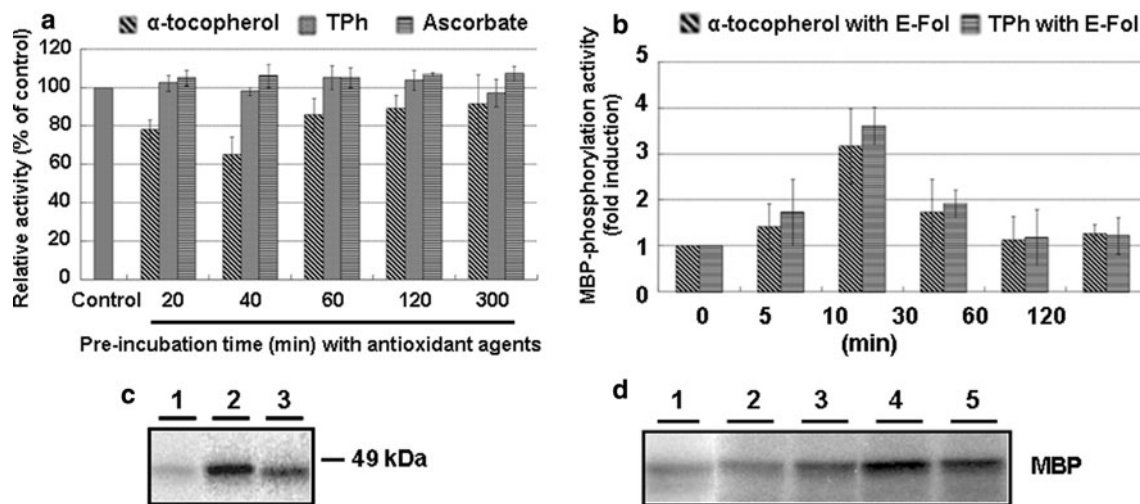 a
α-tocopherol TPh Ascorbate
Relative activity (% of control)
120
100
80
60
40
20
0
Control 20 40 60 120 300
Pre-incubation time (min) with antioxidant agents
b
α-tocopherol with E-Fol TPh with E-Fol
MBP-phosphorylation activity
(fold induction)
5
4
3
2
1
0
0 5 10 30 60 120
(min)
c
1 2 3
49 kDa
d
1 2 3 4 5
MBP